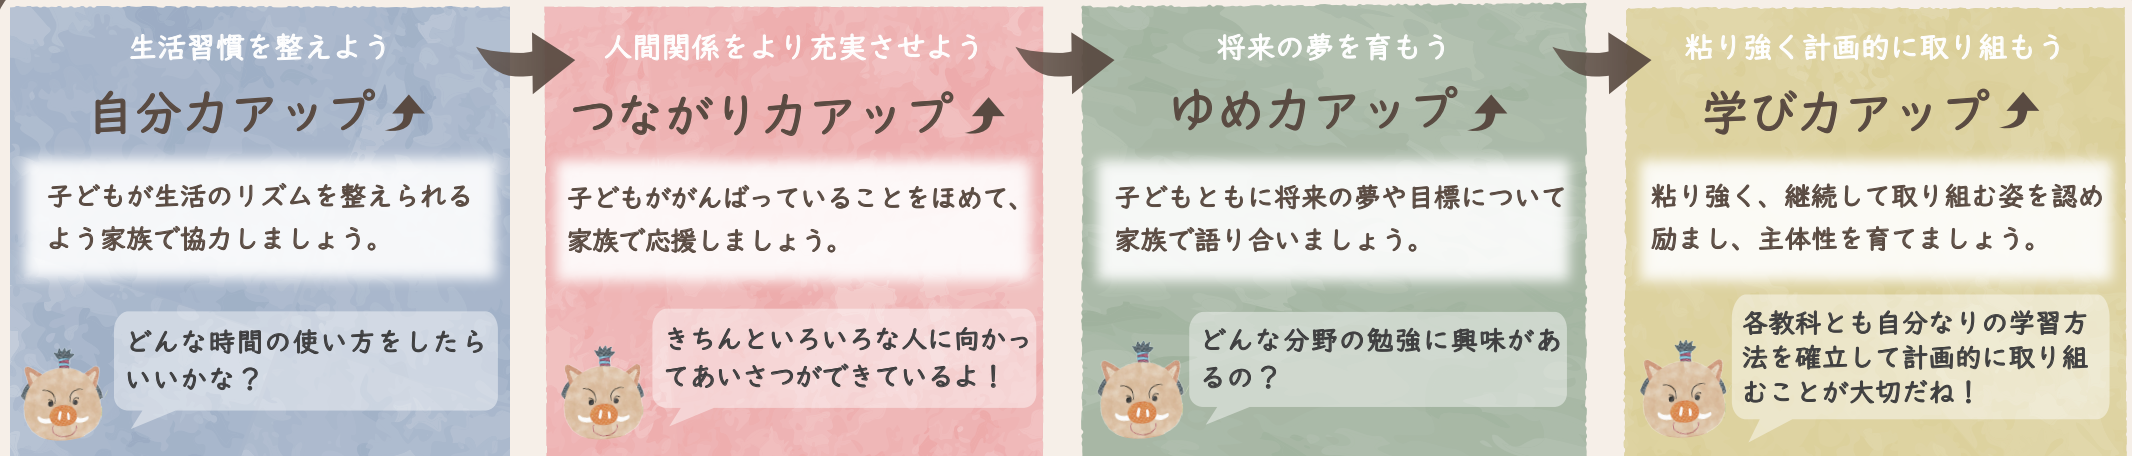 生活習慣を整えよう
自分力アップ
子どもが生活のリズムを整えられる
よう家族で協力しましょう。
どんな時間の使い方をしたら
いいかな？
人間関係をより充実させよう
つながり力アップ
子どもががんばっていることをほめて、
家族で応援しましょう。
きちんといろいろな人に向かっ
てあいさつができているよ！
将来の夢を育もう
ゆめ力アップ
子どもともに将来の夢や目標について
家族で語り合いましょう。
どんな分野の勉強に興味があ
るの？
粘り強く計画的に取り組もう
学び力アップ
粘り強く、継続して取り組む姿を認め
励まし、主体性を育てましょう。
各教科とも自分なりの学習方
法を確立して計画的に取り組
むことが大切だね！